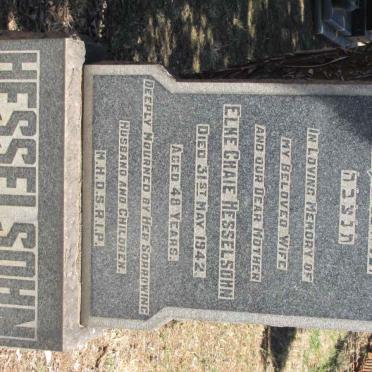 IN LOVING MEMORY OF
MY BELOVED WIFE
AND OUR DEAR MOTHER
ELKE CHAIE HESSELSOHN
DIED 31ST MAY 1942
AGED 48 YEARS.
DEEPLY MOURNED BY HER SORROWING
HUSBAND AND CHILDREN.
M.H.D.S.R.I.P.
HESSELSOHN